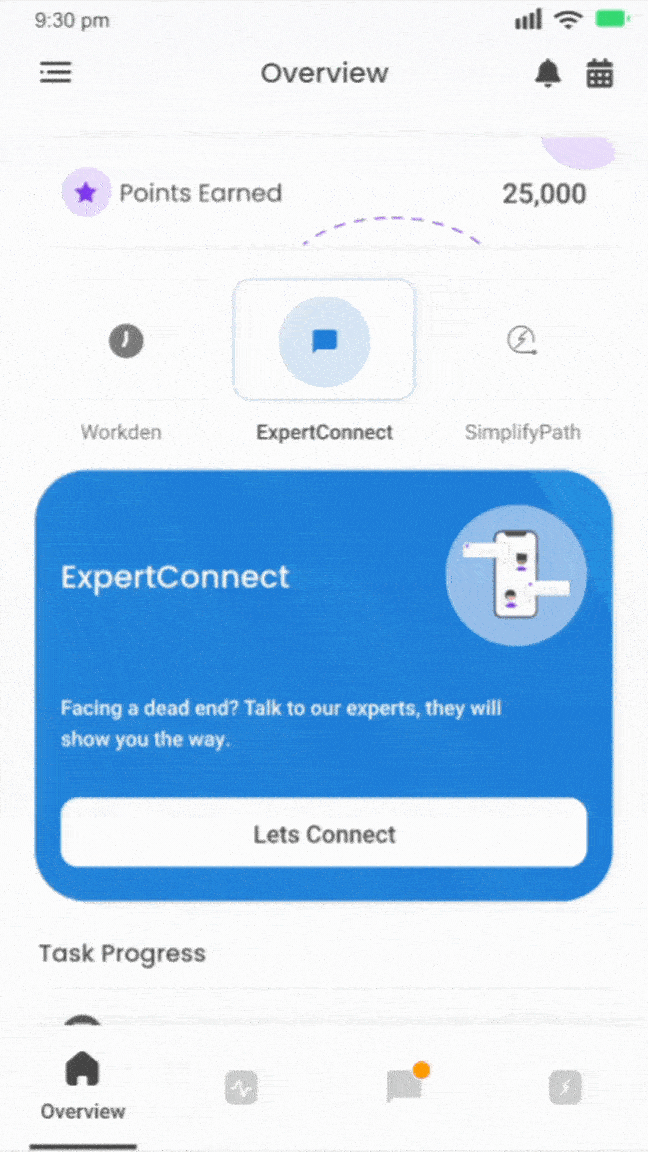 9:30 pm
Overview
Points Earned
25,000
Workden
ExpertConnect
SimplifyPath
ExpertConnect
Facing a dead end? Talk to our experts, they will
show you the way.
Lets Connect
Task Progress
Overview